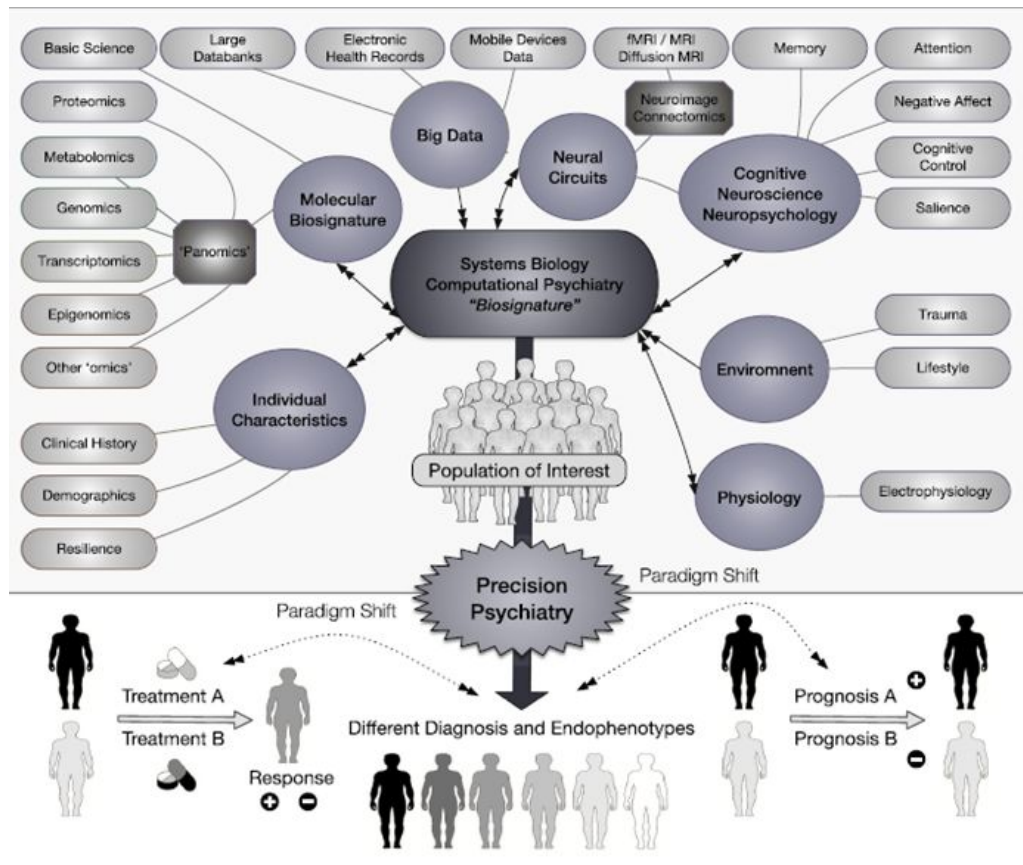 Basic Science
Large
Databanks
Electronic
Health Records
Mobile Devices
Data
fMRI / MRI
Diffusion MRI
Memory
Attention
Proteomics
Big Data
Neural
Circuits
Neuroimage
Connectomics
Negative Affect
Metabolomics
Molecular
Biosignature
Cognitive
Neuroscience
Neuropsychology
Cognitive
Control
Genomics
Salience
'Panomics'
Transcriptomics
Systems Biology
Computational Psychiatry
"Biosignature"
Epigenomics
Trauma
Other 'omics'
Enviromnent
Lifestyle
Individual
Characteristics
Clinical History
Population of Interest
Demographics
Physiology
Electrophysiology
Resilience
Precision
Psychiatry
Paradigm Shift
Paradigm Shift
Treatment A
Treatment B
Response
Different Diagnosis and Endophenotypes
Prognosis A
Prognosis B